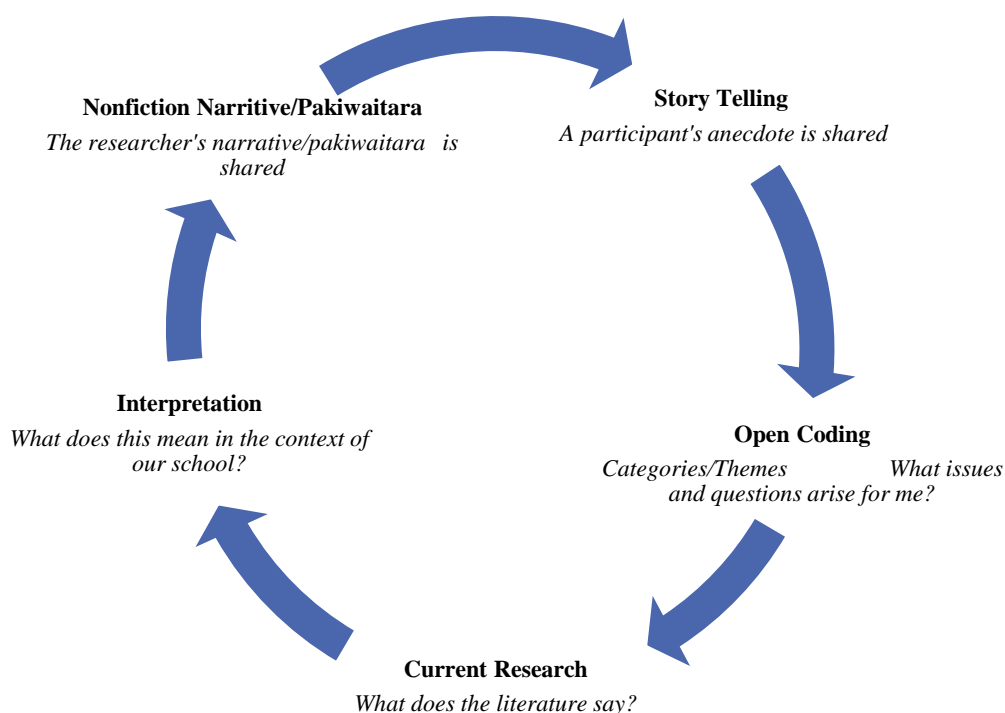 Nonfiction Narritive/Pakiwaitara
The researcher's narrative/pakiwaitara is
shared
Story Telling
A participant's anecdote is shared
Open Coding
Categories/Themes What issues
and questions arise for me?
Current Research
What does the literature say?
Interpretation
What does this mean in the context of
our school?